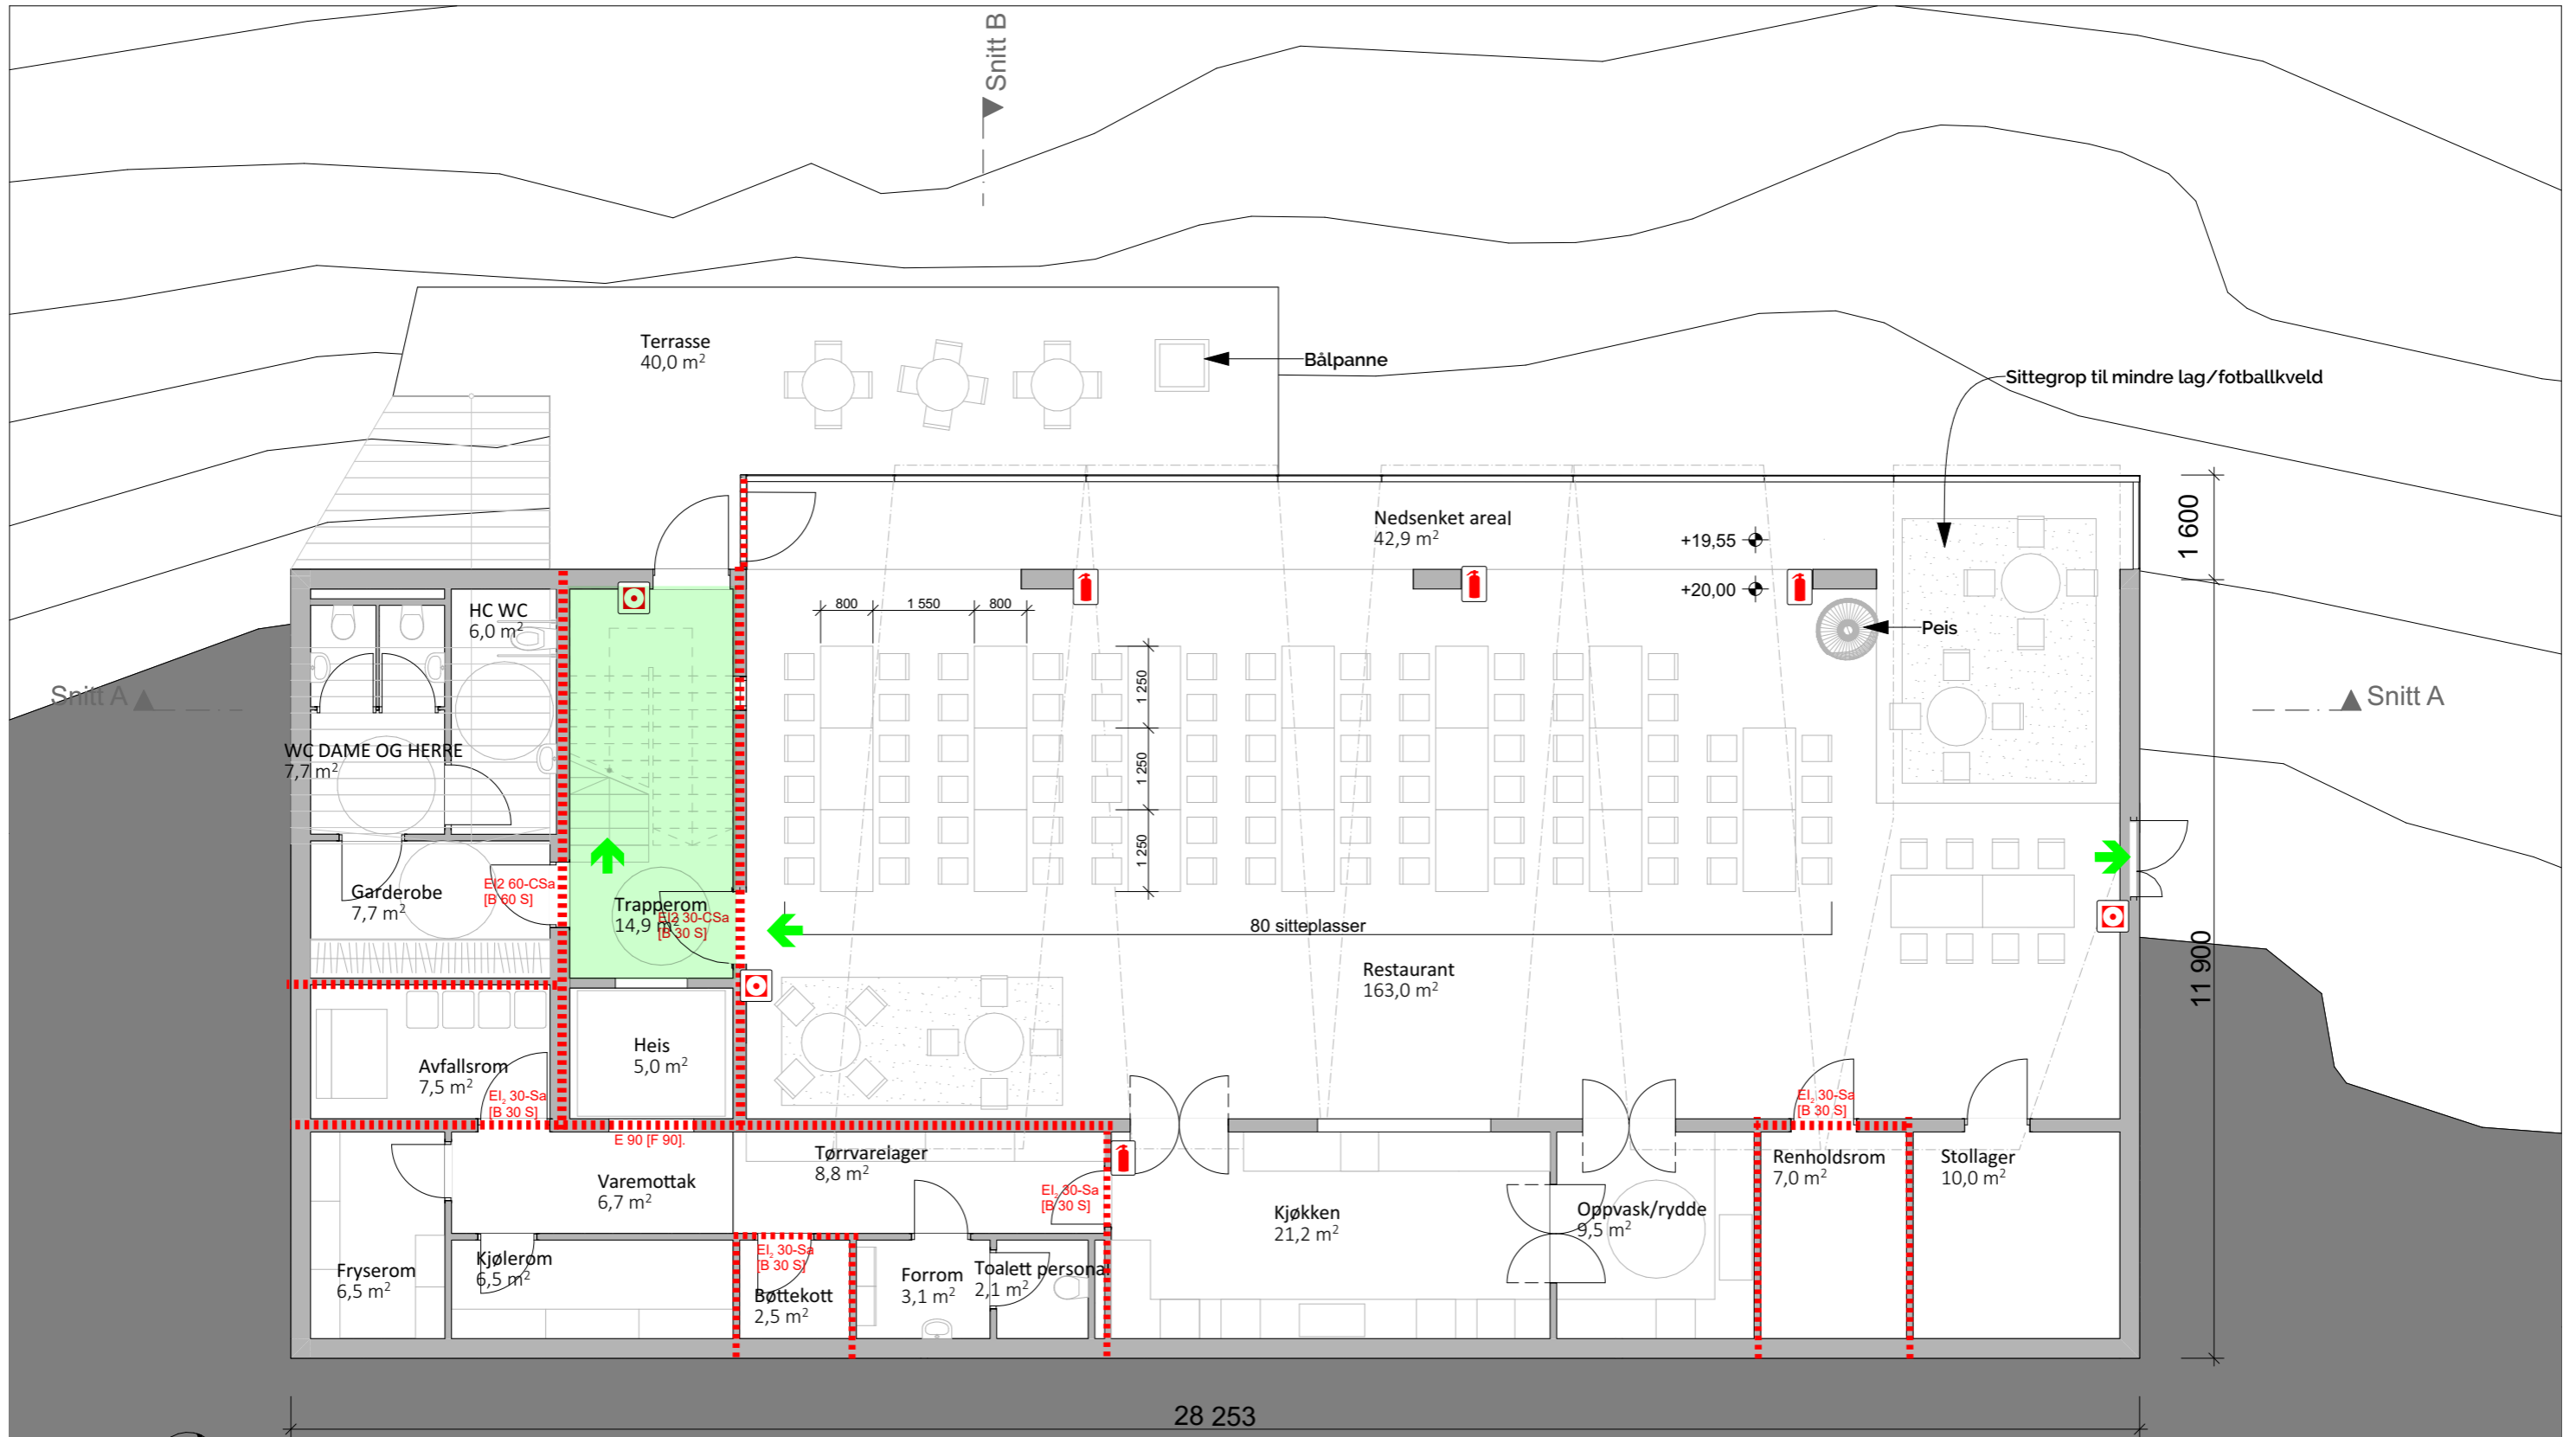 Snitt B
Terrasse
40,0 m²
Bålpanne
Sittegrop til mindre lag/fotballkveld
Nedsenket areal
42,9 m²
+19,55
+20,00
1 600
HC WC
6,0 m²
800
1 550
800
Peis
Snitt A
Snitt A
1 250
1 250
1 250
WC DAME OG HERRE
7,7 m²
Garderobe
7,7 m²
EI2 60-CSa
[B 60 S]
Trapperom
14,9 m²
EI2 30-CSa
[B 30 S]
80 sitteplasser
Restaurant
163,0 m²
11 900
Heis
5,0 m²
Avfallsrom
7,5 m²
EI₂ 30-Sa
[B 30 S]
EI₂ 30-Sa
[B 30 S]
E 90 [F 90].
Tørrvarelager
8,8 m²
Varemottak
6,7 m²
EI₂ 30-Sa
[B 30 S]
Renholdsrom
7,0 m²
Stollager
10,0 m²
Kjøkken
21,2 m²
Oppvask/rydde
9,5 m²
Fryserom
6,5 m²
Kjølerom
6,5 m²
EI₂ 30-Sa
[B 30 S]
Bøttekott
2,5 m²
Forrom
3,1 m²
Toalett personal
2,1 m²
28 253